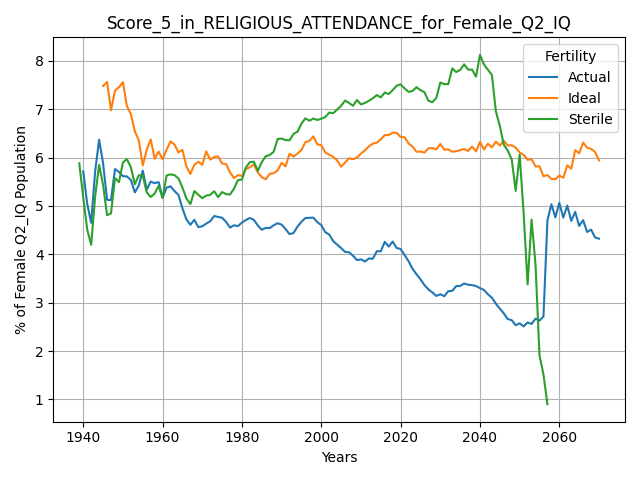 Score_5_in_RELIGIOUS_ATTENDANCE_for_Female_Q2_IQ
Fertility
Actual
Ideal
Sterile
% of Female Q2_IQ Population
8
7
6
5
4
3
2
1
1940 1960 1980 2000 2020 2040 2060
Years